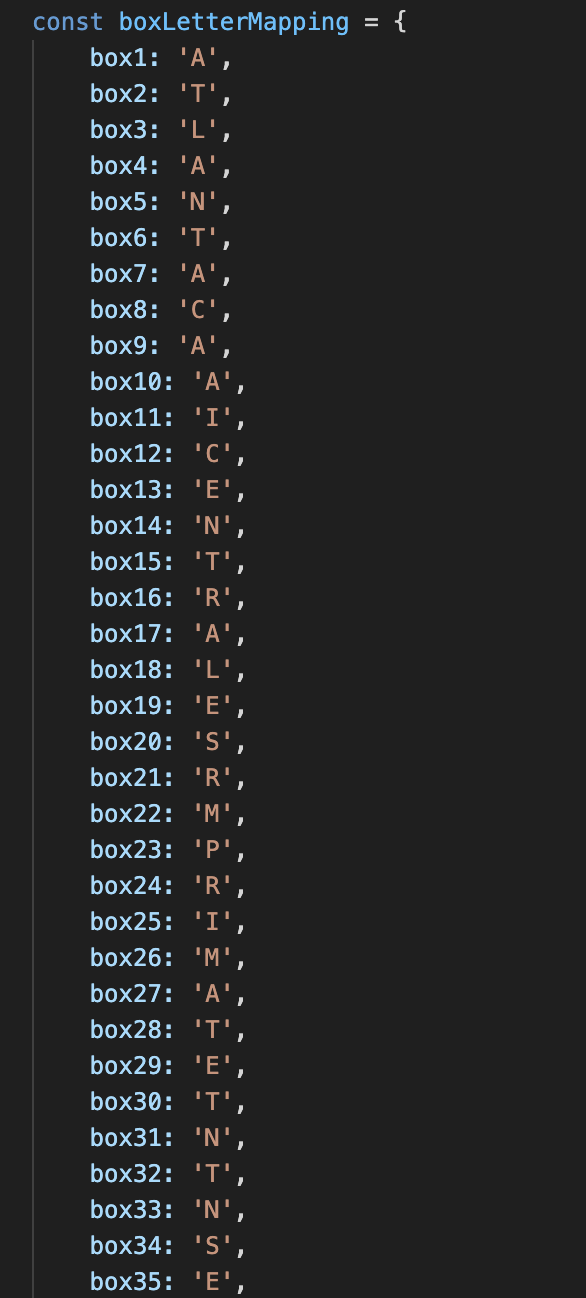 const boxLetterMapping = {
box1: 'A',
box2: 'T',
box3: 'L',
box4: 'A',
box5: 'N',
box6: 'T',
box7: 'A',
box8: 'C',
box9: 'A',
box10: 'A',
box11: 'I',
box12: 'C',
box13: 'E',
box14: 'N',
box15: 'T',
box16: 'R',
box17: 'A',
box18: 'L',
box19: 'E',
box20: 'S',
box21: 'R',
box22: 'M',
box23: 'P',
box24: 'R',
box25: 'I',
box26: 'M',
box27: 'A',
box28: 'T',
box29: 'E',
box30: 'T',
box31: 'N',
box32: 'T',
box33: 'N',
box34: 'S',
box35: 'E',